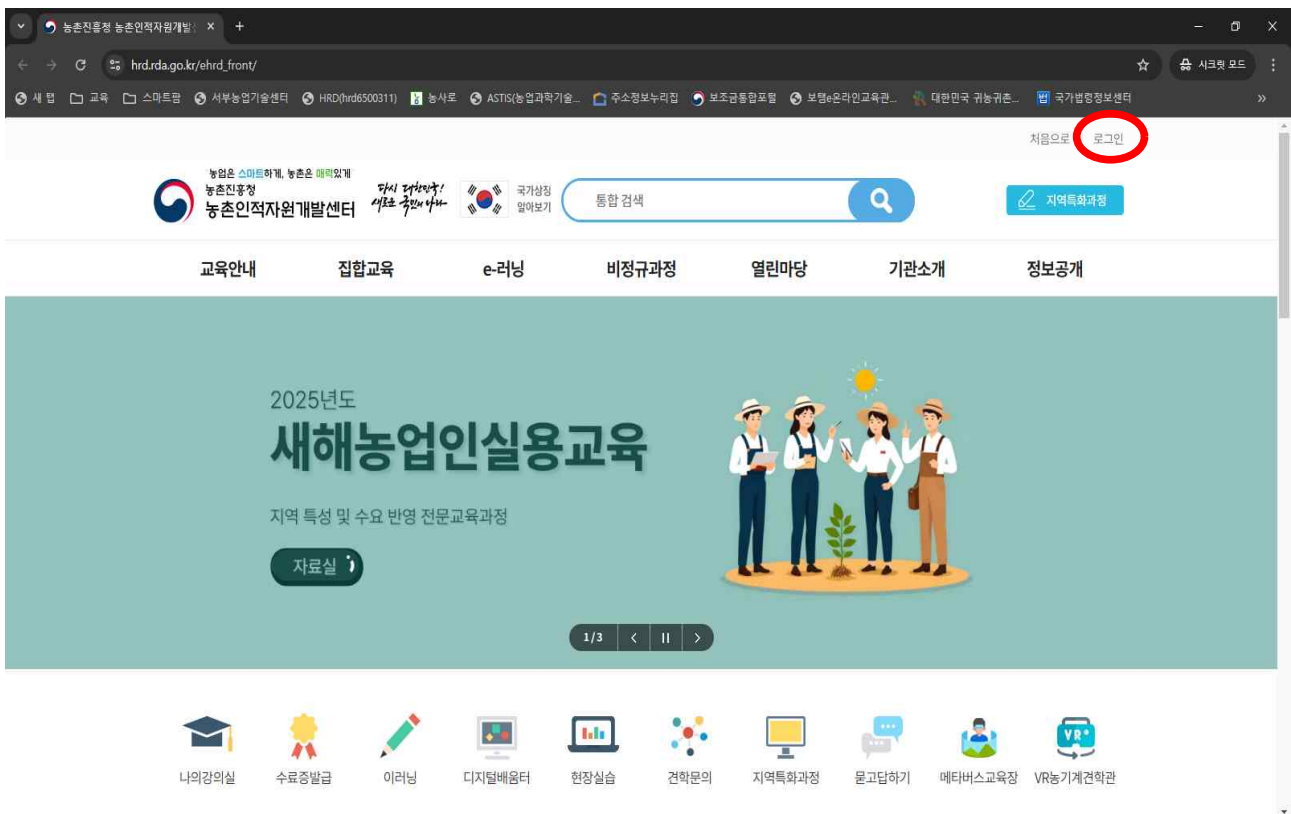 농촌진흥청 농촌인적자원개발
hrd.rda.go.kr/ehrd_front/
시크릿 모드
새 탭 교육 스마트팜 서부농업기술센터 HRD(hrd6500311) 농사로 ASTIS(농업과학기술... 주소정보누리집 보조금통합포털 보탬e온라인교육관... 대한민국 귀농귀촌... 국가법령정보센터
처음으로 로그인
농업은 스마트하게, 농촌은 매력있게
농촌진흥청
농촌인적자원개발센터
다시 대한민국!
새로운 국민의 나라
국가상징
알아보기
통합 검색
지역특화과정
교육안내 집합교육 e-러닝 비정규과정 열린마당 기관소개 정보공개
2025년도
새해농업인실용교육
지역 특성 및 수요 반영 전문교육과정
자료실
1/3
VR
나의강의실 수료증발급 이러닝 디지털배움터 현장실습 견학문의 지역특화과정 묻고답하기 메타버스교육장 VR농기계견학관